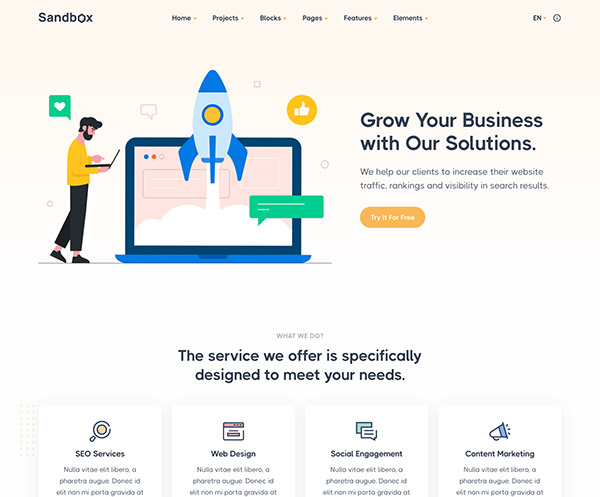 Sandbox
Home
Projects
Blocks
Pages
Features
Elements
EN
Grow Your Business
with Our Solutions.
We help our clients to increase their website
traffic, rankings and visibility in search results.
Try It For Free
WHAT WE DO?
The service we offer is specifically
designed to meet your needs.
SEO Services
Nulla vitae elit libero, a
pharetra augue. Donec id
elit non mi porta gravida at
Web Design
Nulla vitae elit libero, a
pharetra augue. Donec id
elit non mi porta gravida at
Social Engagement
Nulla vitae elit libero, a
pharetra augue. Donec id
elit non mi porta gravida at
Content Marketing
Nulla vitae elit libero, a
pharetra augue. Donec id
elit non mi porta gravida at